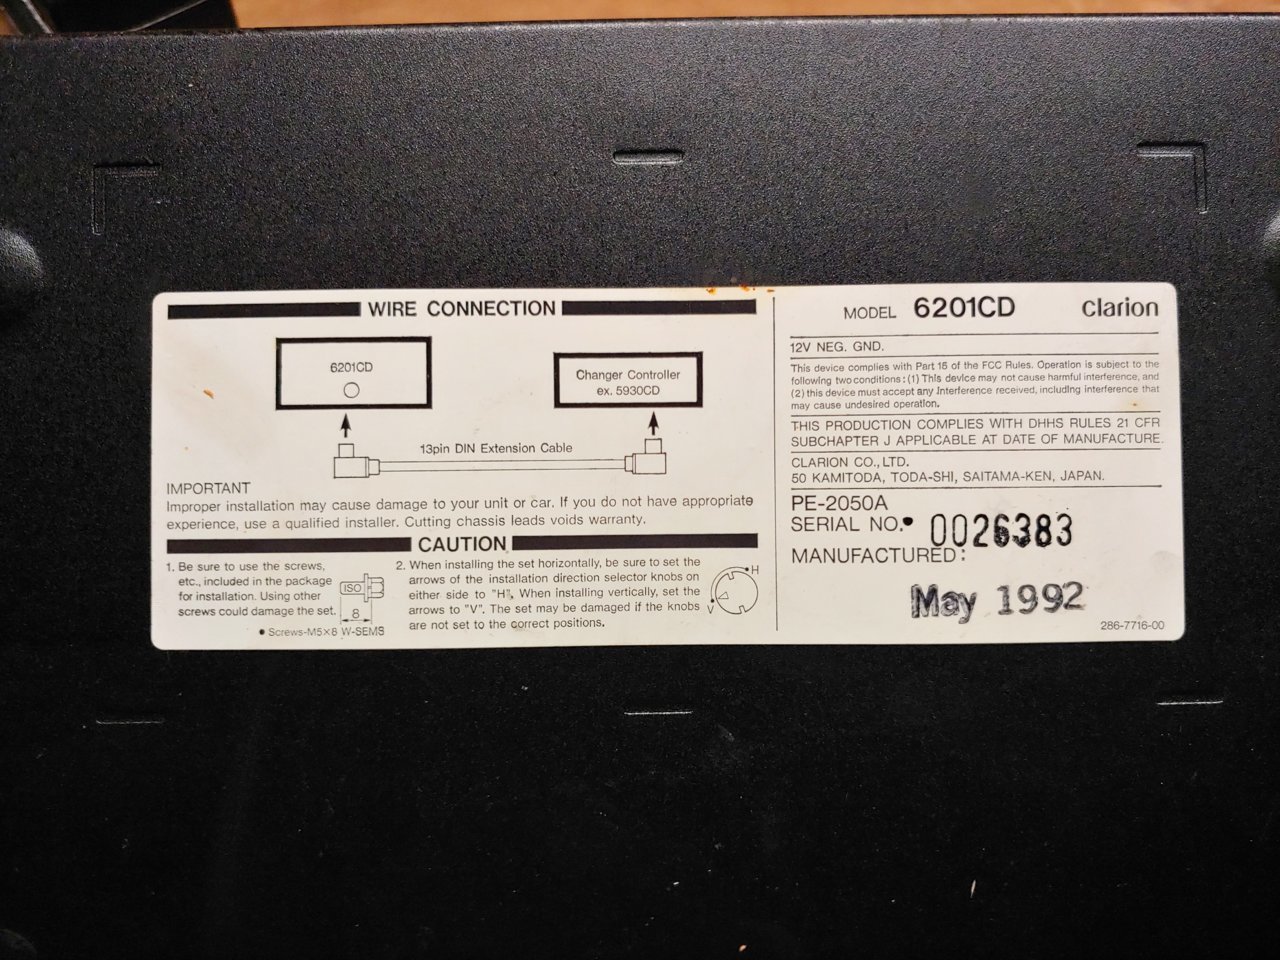 WIRE CONNECTION
6201CD
Changer Controller
ex. 5930CD
13pin DIN Extension Cable
IMPORTANT
Improper installation may cause damage to your unit or car. If you do not have appropriate
experience, use a qualified installer. Cutting chassis leads voids warranty.
CAUTION
1. Be sure to use the screws,
etc., included in the package
for installation. Using other
screws could damage the set.
ISO
8
• Screws-M5×8 W-SEMS
2. When installing the set horizontally, be sure to set the
arrows of the installation direction selector knobs on
either side to "H". When installing vertically, set the
arrows to "V". The set may be damaged if the knobs
are not set to the correct positions.
H
V
MODEL 6201CD Clarion
12V NEG. GND.
This device complies with Part 15 of the FCC Rules. Operation is subject to the
following two conditions: (1) This device may not cause harmful interference, and
(2) this device must accept any interference received, including interference that
may cause undesired operation.
THIS PRODUCTION COMPLIES WITH DHHS RULES 21 CFR
SUBCHAPTER J APPLICABLE AT DATE OF MANUFACTURE.
CLARION CO., LTD.
50 KAMITODA, TODA-SHI, SAITAMA-KEN, JAPAN.
PE-2050A
SERIAL NO.• 0026383
MANUFACTURED:
May 1992
286-7716-00